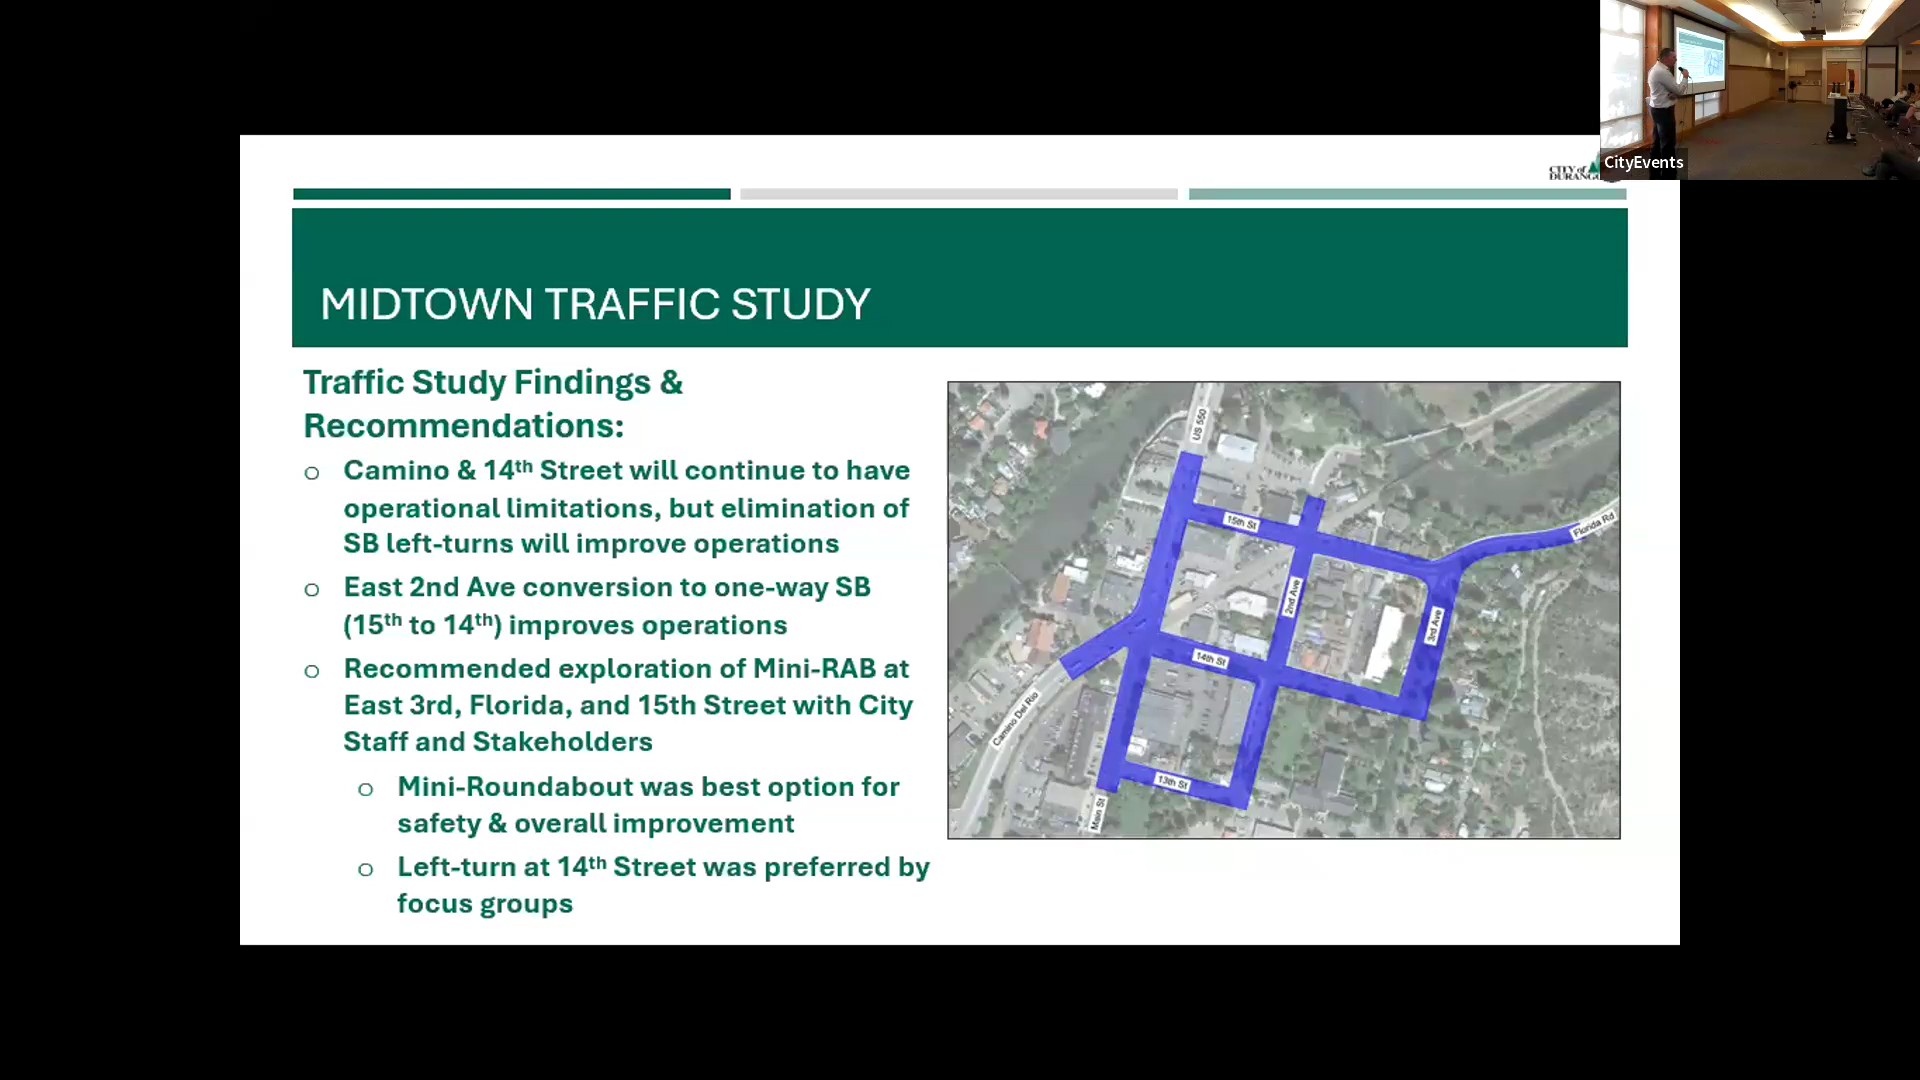 CityEvents
CITY of
DURANGO
MIDTOWN TRAFFIC STUDY
Traffic Study Findings &
Recommendations:
o Camino & 14th Street will continue to have
operational limitations, but elimination of
SB left-turns will improve operations
o East 2nd Ave conversion to one-way SB
(15th to 14th) improves operations
o Recommended exploration of Mini-RAB at
East 3rd, Florida, and 15th Street with City
Staff and Stakeholders
o Mini-Roundabout was best option for
safety & overall improvement
o Left-turn at 14th Street was preferred by
focus groups
US 550
15th St
Florida Rd
2nd Ave
3rd Ave
14th St
Camino Del Rio
13th St
Main St